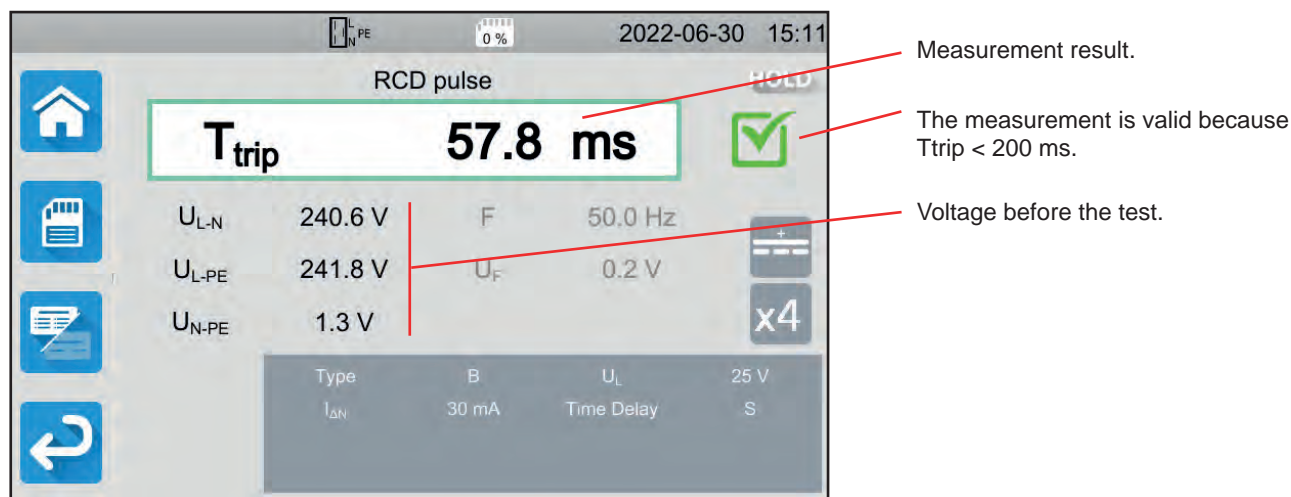 L N PE 0 % 2022-06-30 15:11
RCD pulse HOLD
Ttrip 57.8 ms
UL-N 240.6 V F 50.0 Hz
UL-PE 241.8 V UF 0.2 V
UN-PE 1.3 V
x4
Type B UL 25 V
IΔN 30 mA Time Delay S
Measurement result.
The measurement is valid because
Ttrip < 200 ms.
Voltage before the test.